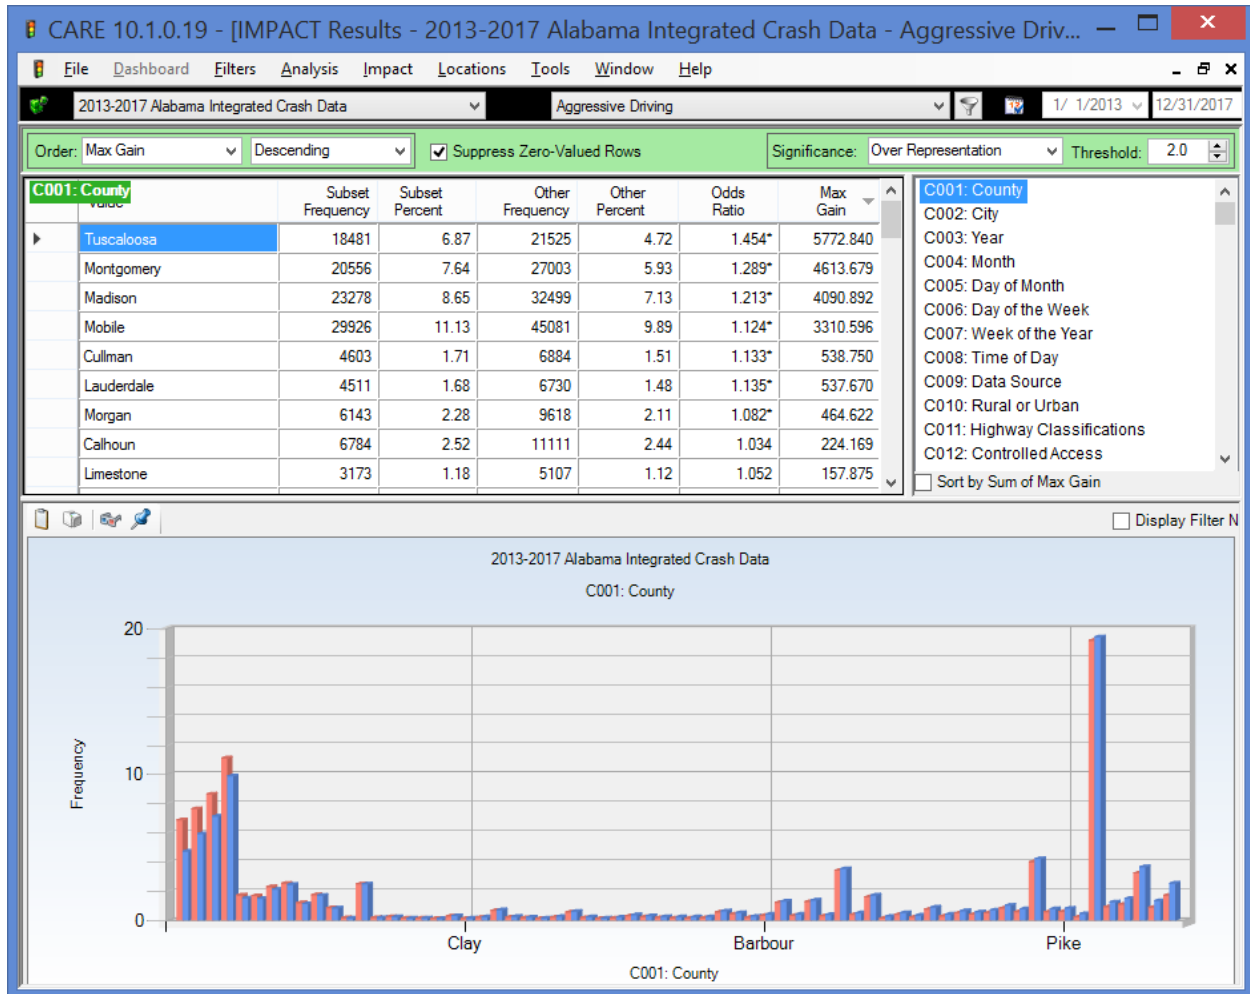 CARE 10.1.0.19 - [IMPACT Results - 2013-2017 Alabama Integrated Crash Data - Aggressive Driv...
File Dashboard Filters Analysis Impact Locations Tools Window Help
2013-2017 Alabama Integrated Crash Data Aggressive Driving 1/ 1/2013 12/31/2017
Order: Max Gain Descending Suppress Zero-Valued Rows Significance: Over Representation Threshold: 2.0
C001: County
Value Subset Frequency Subset Percent Other Frequency Other Percent Odds Ratio Max Gain
Tuscaloosa 18481 6.87 21525 4.72 1.454* 5772.840
Montgomery 20556 7.64 27003 5.93 1.289* 4613.679
Madison 23278 8.65 32499 7.13 1.213* 4090.892
Mobile 29926 11.13 45081 9.89 1.124* 3310.596
Cullman 4603 1.71 6884 1.51 1.133* 538.750
Lauderdale 4511 1.68 6730 1.48 1.135* 537.670
Morgan 6143 2.28 9618 2.11 1.082* 464.622
Calhoun 6784 2.52 11111 2.44 1.034 224.169
Limestone 3173 1.18 5107 1.12 1.052 157.875
C001: County
C002: City
C003: Year
C004: Month
C005: Day of Month
C006: Day of the Week
C007: Week of the Year
C008: Time of Day
C009: Data Source
C010: Rural or Urban
C011: Highway Classifications
C012: Controlled Access
Sort by Sum of Max Gain
Display Filter N
2013-2017 Alabama Integrated Crash Data
C001: County
20
10
0
Frequency
Clay Barbour Pike
C001: County